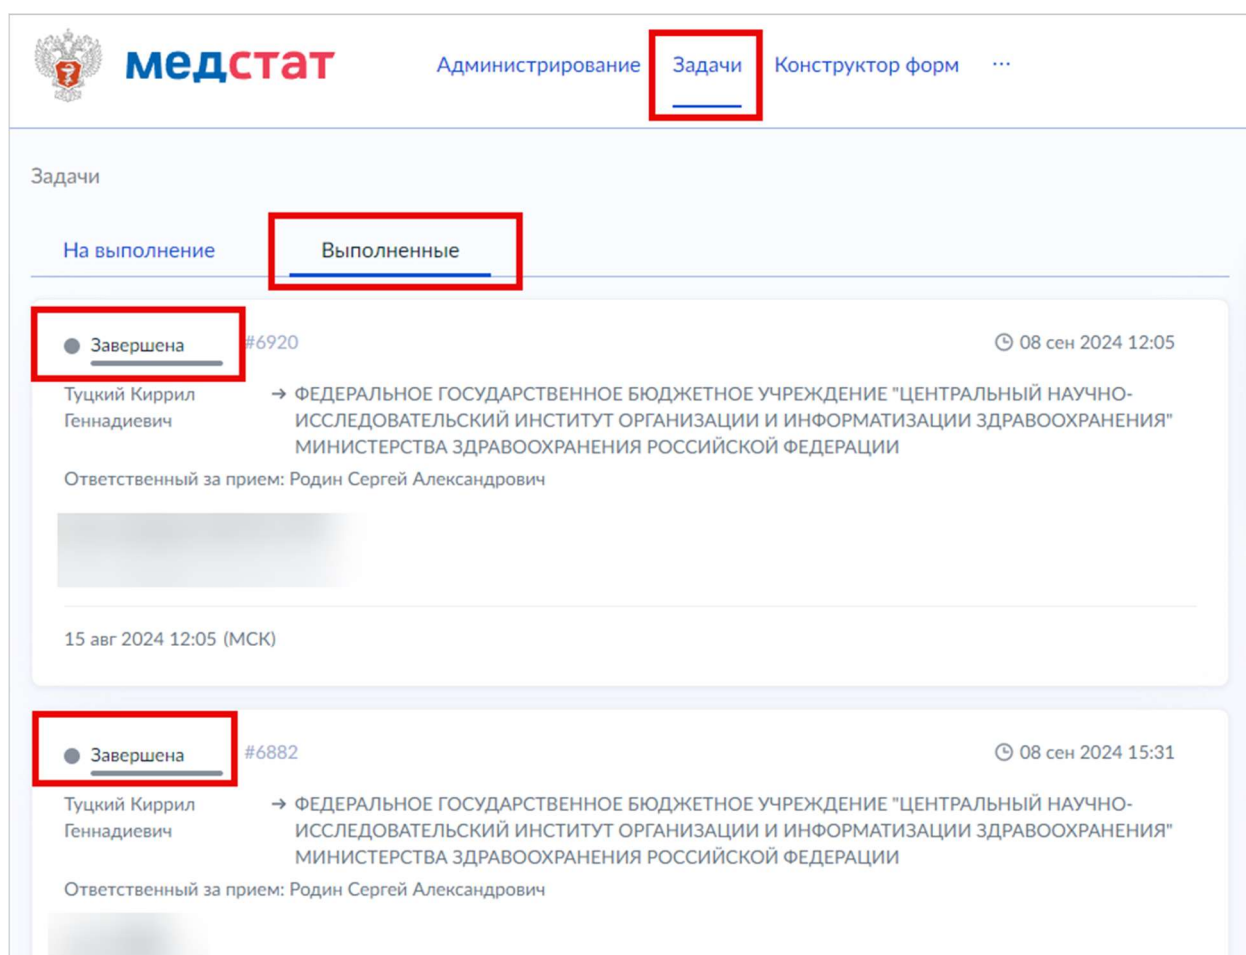 медстат
Администрирование Задачи Конструктор форм ...
Задачи
На выполнение Выполненные
Завершена #6920 08 сен 2024 12:05
Туцкий Киррил → ФЕДЕРАЛЬНОЕ ГОСУДАРСТВЕННОЕ БЮДЖЕТНОЕ УЧРЕЖДЕНИЕ "ЦЕНТРАЛЬНЫЙ НАУЧНО-
Геннадиевич ИССЛЕДОВАТЕЛЬСКИЙ ИНСТИТУТ ОРГАНИЗАЦИИ И ИНФОРМАТИЗАЦИИ ЗДРАВООХРАНЕНИЯ"
МИНИСТЕРСТВА ЗДРАВООХРАНЕНИЯ РОССИЙСКОЙ ФЕДЕРАЦИИ
Ответственный за прием: Родин Сергей Александрович
15 авг 2024 12:05 (МСК)
Завершена #6882 08 сен 2024 15:31
Туцкий Киррил → ФЕДЕРАЛЬНОЕ ГОСУДАРСТВЕННОЕ БЮДЖЕТНОЕ УЧРЕЖДЕНИЕ "ЦЕНТРАЛЬНЫЙ НАУЧНО-
Геннадиевич ИССЛЕДОВАТЕЛЬСКИЙ ИНСТИТУТ ОРГАНИЗАЦИИ И ИНФОРМАТИЗАЦИИ ЗДРАВООХРАНЕНИЯ"
МИНИСТЕРСТВА ЗДРАВООХРАНЕНИЯ РОССИЙСКОЙ ФЕДЕРАЦИИ
Ответственный за прием: Родин Сергей Александрович